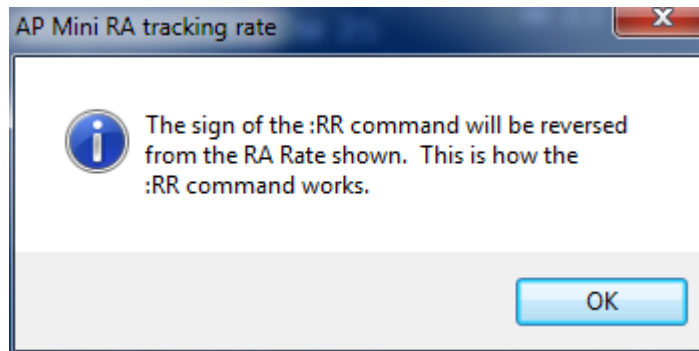 AP Mini RA tracking rate
The sign of the :RR command will be reversed
from the RA Rate shown.  This is how the
:RR command works.
OK